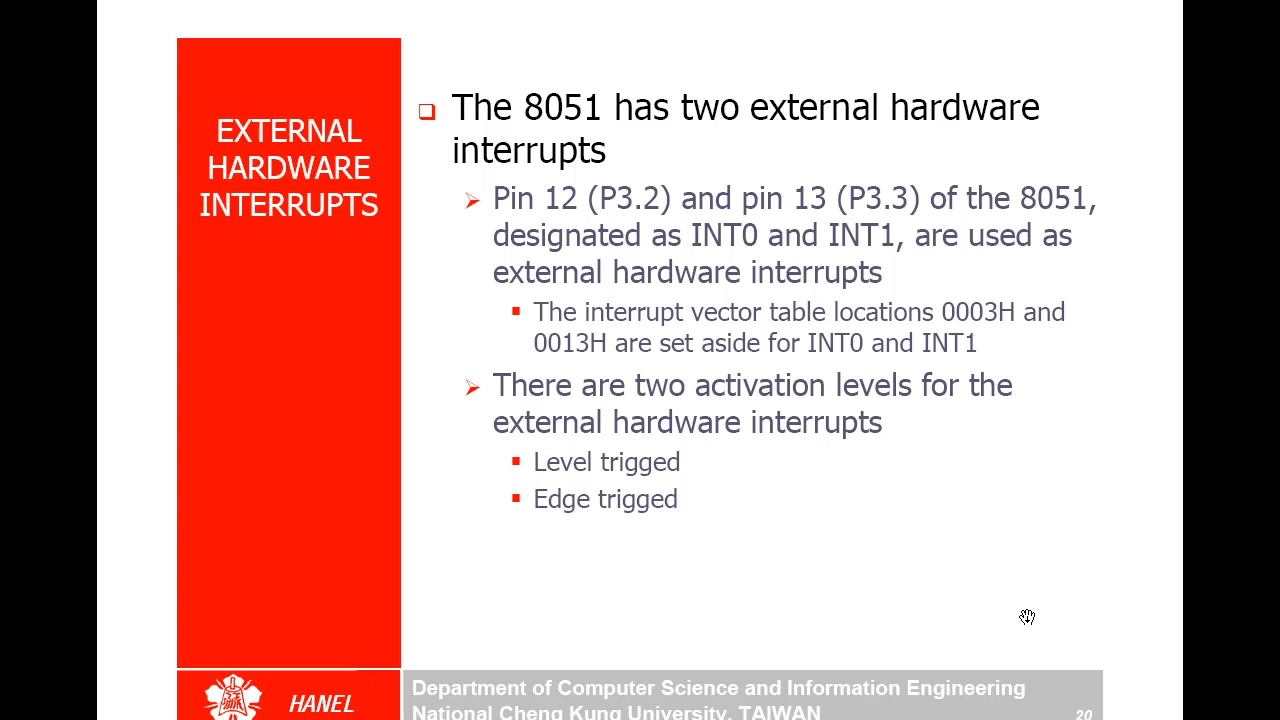 EXTERNAL
HARDWARE
INTERRUPTS
The 8051 has two external hardware
interrupts
Pin 12 (P3.2) and pin 13 (P3.3) of the 8051,
designated as INT0 and INT1, are used as
external hardware interrupts
The interrupt vector table locations 0003H and
0013H are set aside for INT0 and INT1
There are two activation levels for the
external hardware interrupts
Level trigged
Edge trigged
HANEL
Department of Computer Science and Information Engineering
National Cheng Kung University, TAIWAN
20